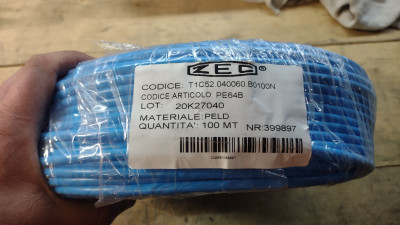 ZEC
CODICE: T1C52.040060.B0100N
CODICE ARTICOLO PE64B
LOT: 20K27040
MATERIALE:PELD
QUANTITA': 100 MT NR:399897